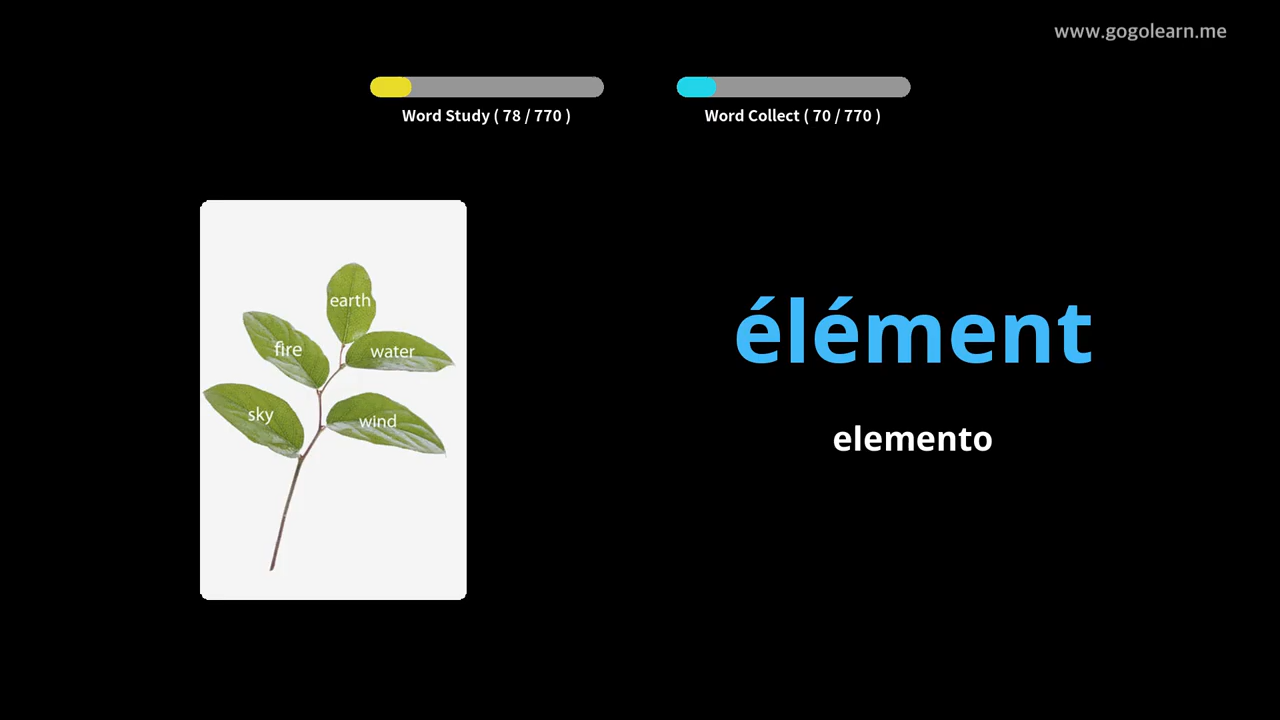 www.gogolearn.me
Word Study ( 78 / 770 )
Word Collect ( 70 / 770 )
earth
fire
water
sky
wind
élément
elemento